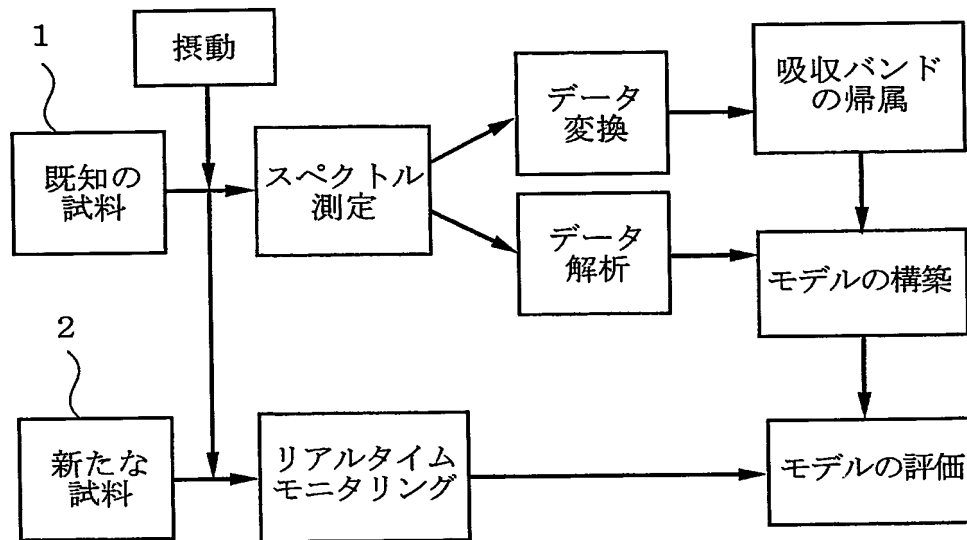 1
摂動
既知の
試料
スペクトル
測定
データ
変換
吸収バンド
の帰属
データ
解析
モデルの構築
2
新たな
試料
リアルタイム
モニタリング
モデルの評価